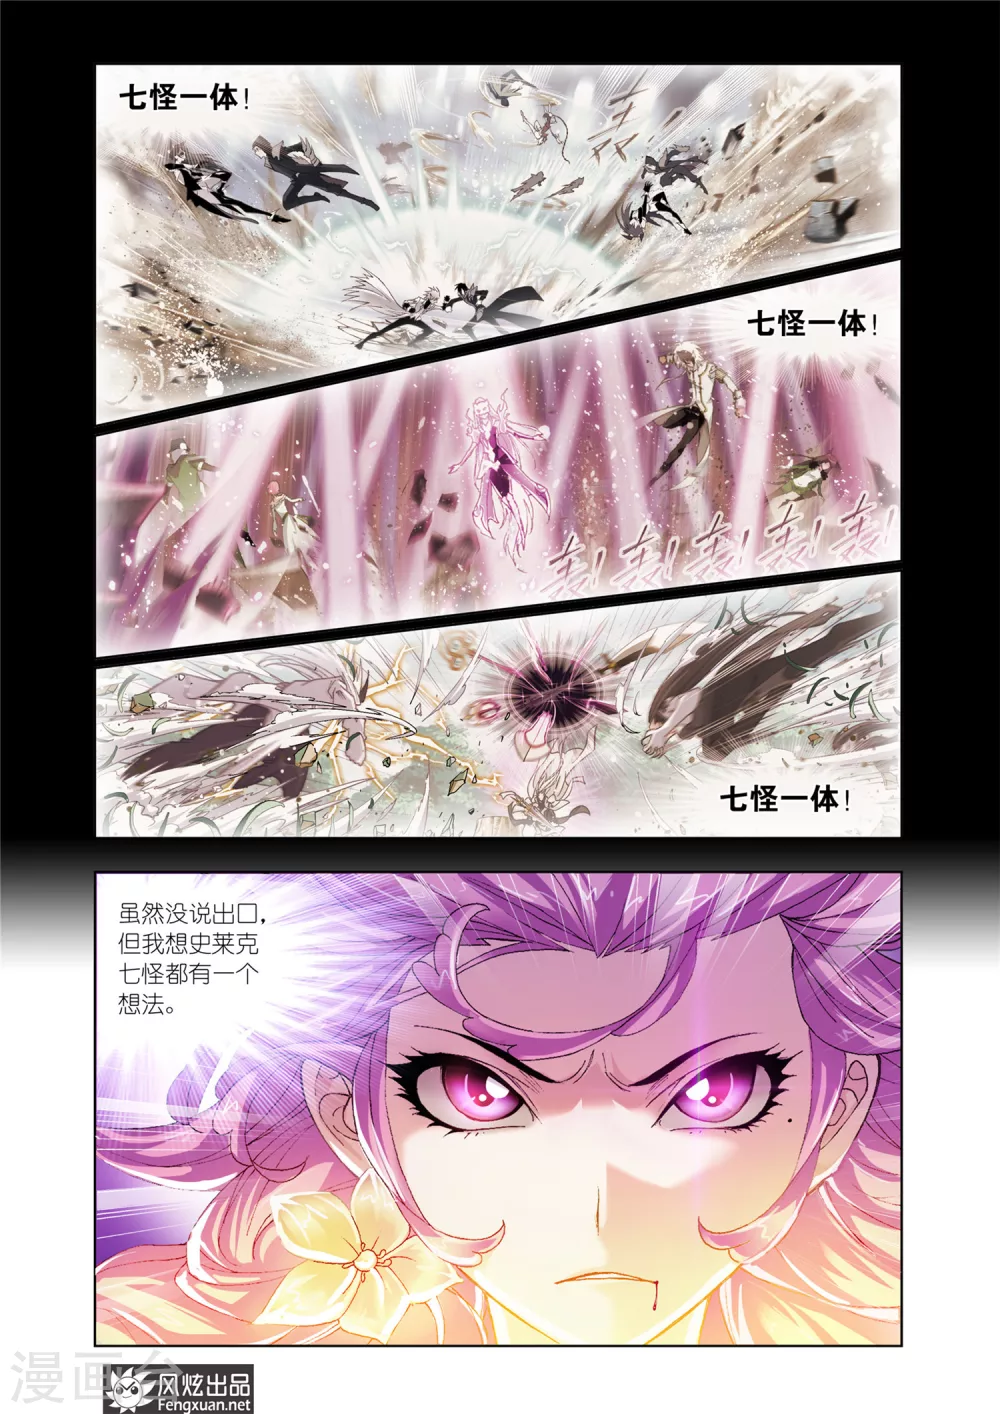 七怪一体！
轰！轰！
七怪一体！
轰！轰！轰！轰！轰！
七怪一体！
虽然没说出口，
但我想史莱克
七怪都有一个
想法。
漫画台
风炫出品
Fengxuan.net